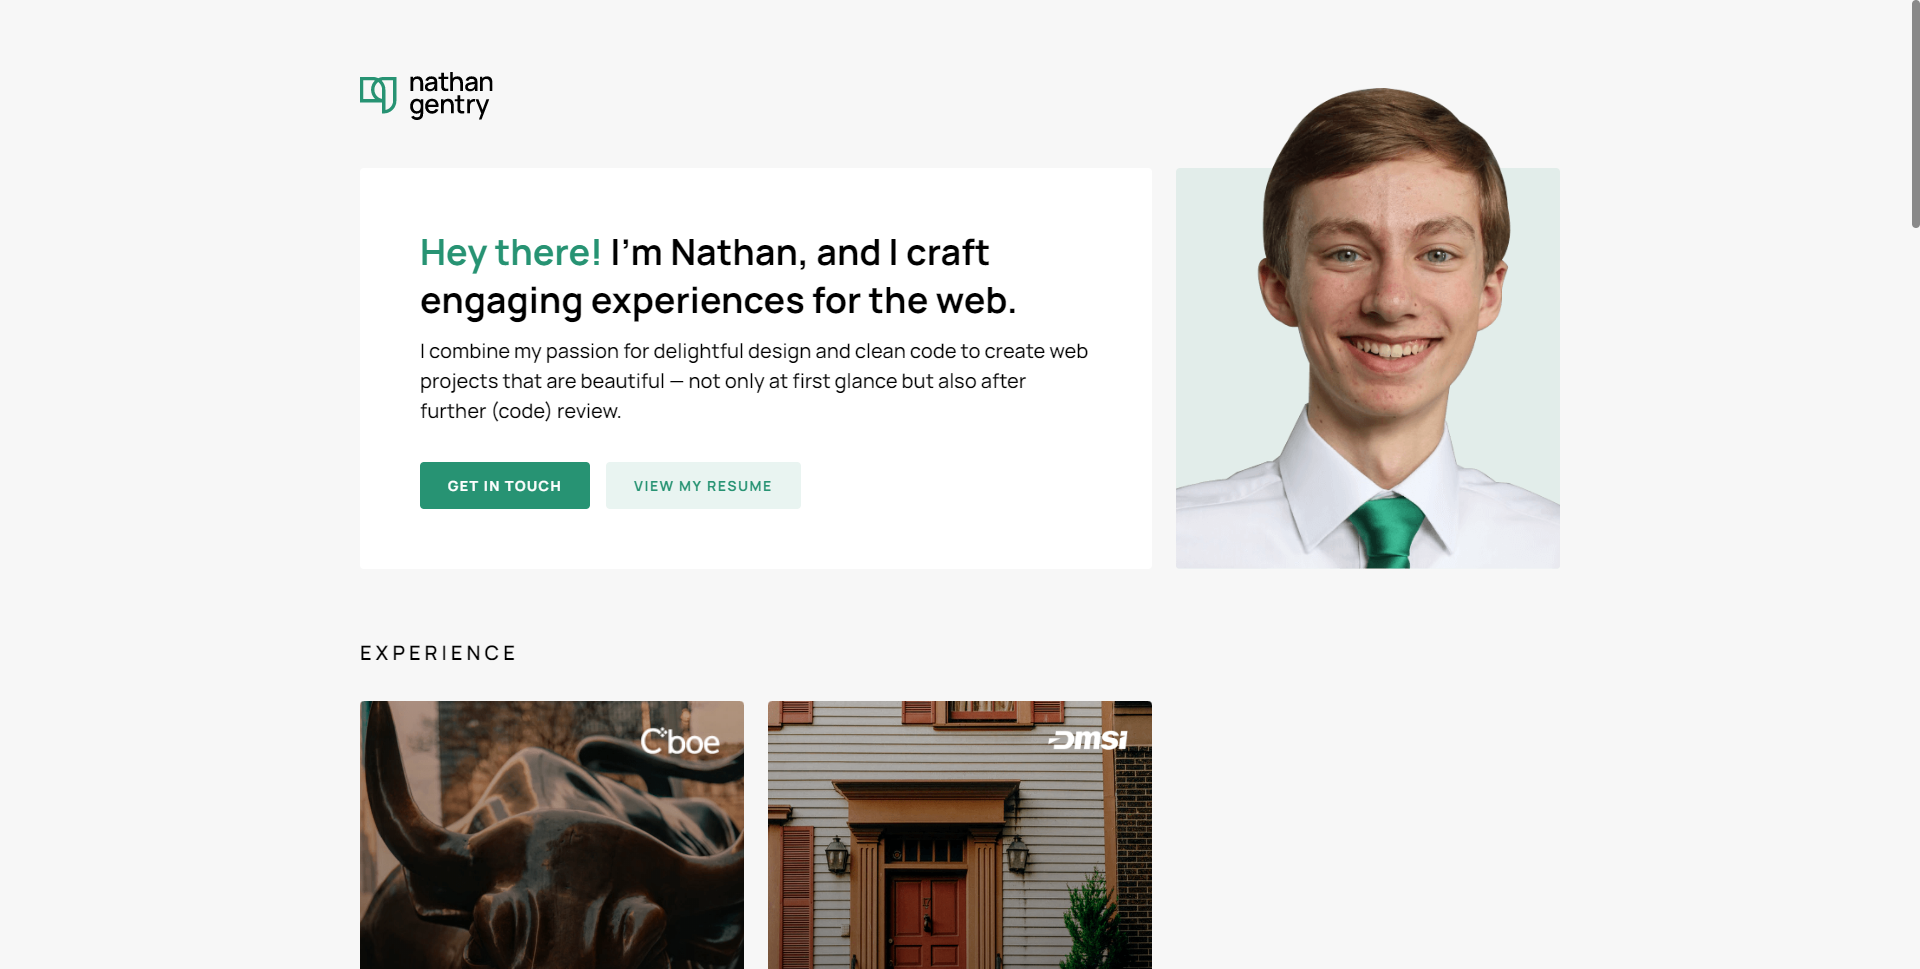 nathan
gentry
Hey there! I'm Nathan, and I craft
engaging experiences for the web.
I combine my passion for delightful design and clean code to create web
projects that are beautiful — not only at first glance but also after
further (code) review.
GET IN TOUCH
VIEW MY RESUME
EXPERIENCE
Cboe
DMSI